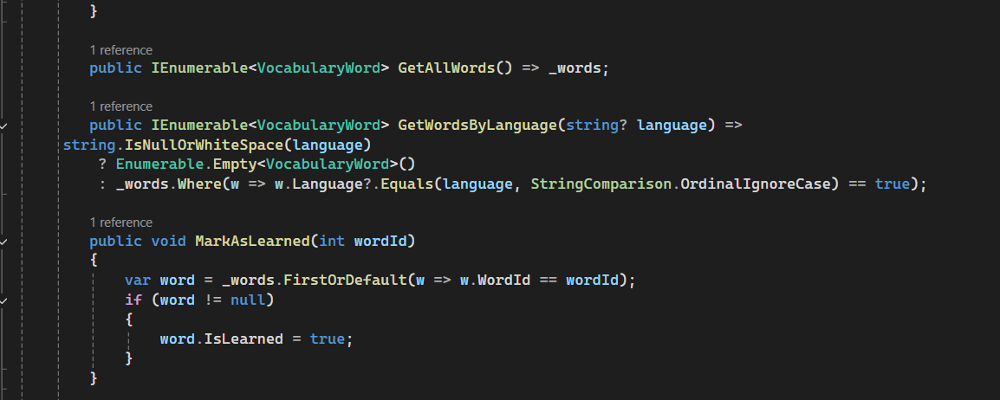 }
1 reference
public IEnumerable<VocabularyWord> GetAllWords() => _words;
1 reference
public IEnumerable<VocabularyWord> GetWordsByLanguage(string? language) =>
string.IsNullOrWhiteSpace(language)
? Enumerable.Empty<VocabularyWord>()
: _words.Where(w => w.Language?.Equals(language, StringComparison.OrdinalIgnoreCase) == true);
1 reference
public void MarkAsLearned(int wordId)
{
var word = _words.FirstOrDefault(w => w.WordId == wordId);
if (word != null)
{
word.IsLearned = true;
}
}